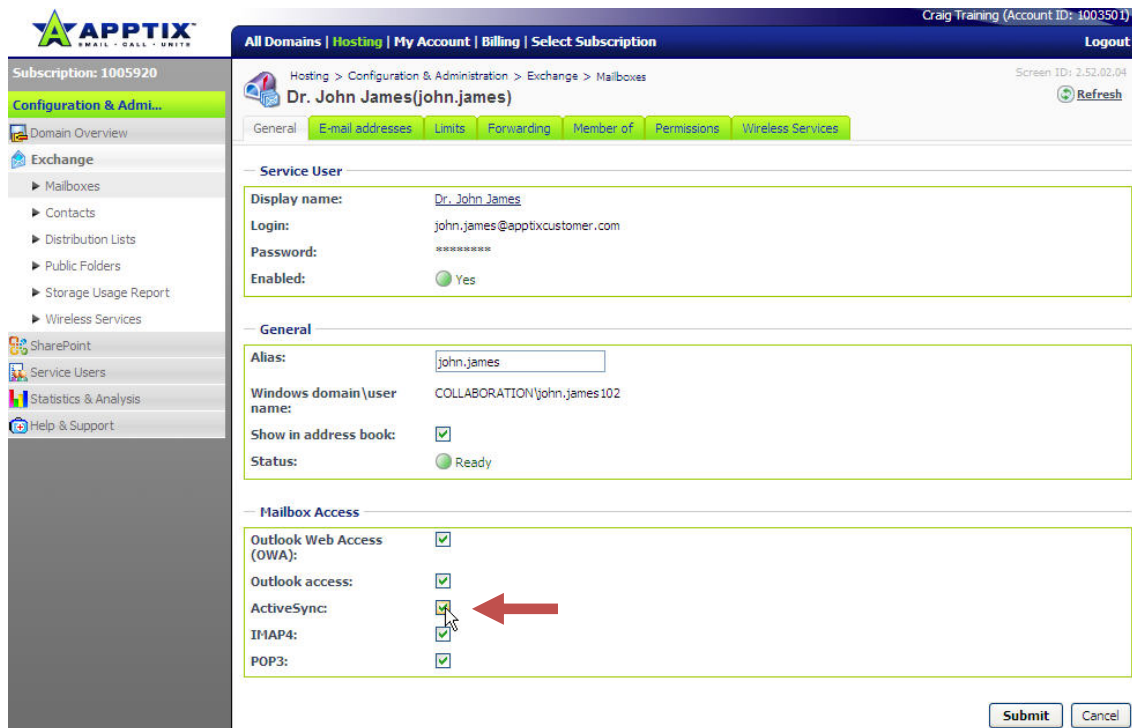 Craig Training (Account ID: 1003501)
APPTIX
EMAIL · CALL · UNITE
All Domains | Hosting | My Account | Billing | Select Subscription
Logout
Subscription: 1005920
Configuration & Admi...
Domain Overview
Exchange
Mailboxes
Contacts
Distribution Lists
Public Folders
Storage Usage Report
Wireless Services
SharePoint
Service Users
Statistics & Analysis
Help & Support
Hosting > Configuration & Administration > Exchange > Mailboxes
Screen ID: 2.52.02.04
Dr. John James(john.james)
Refresh
General E-mail addresses Limits Forwarding Member of Permissions Wireless Services
Service User
Display name: Dr. John James
Login: john.james@apptixcustomer.com
Password: ********
Enabled: Yes
General
Alias: john.james
Windows domain\user COLLABORATION\john.james102
name:
Show in address book:
Status: Ready
Mailbox Access
Outlook Web Access
(OWA):
Outlook access:
ActiveSync:
IMAP4:
POP3:
Submit Cancel